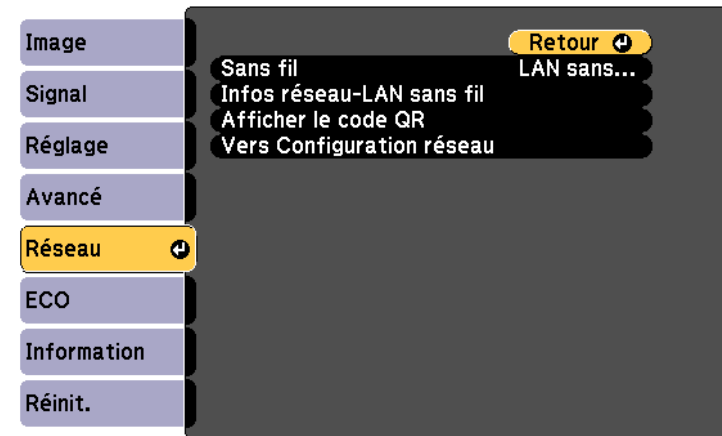 Image
Signal
Réglage
Avancé
Réseau
ECO
Information
Réinit.
Retour
Sans fil LAN sans...
Infos réseau-LAN sans fil
Afficher le code QR
Vers Configuration réseau